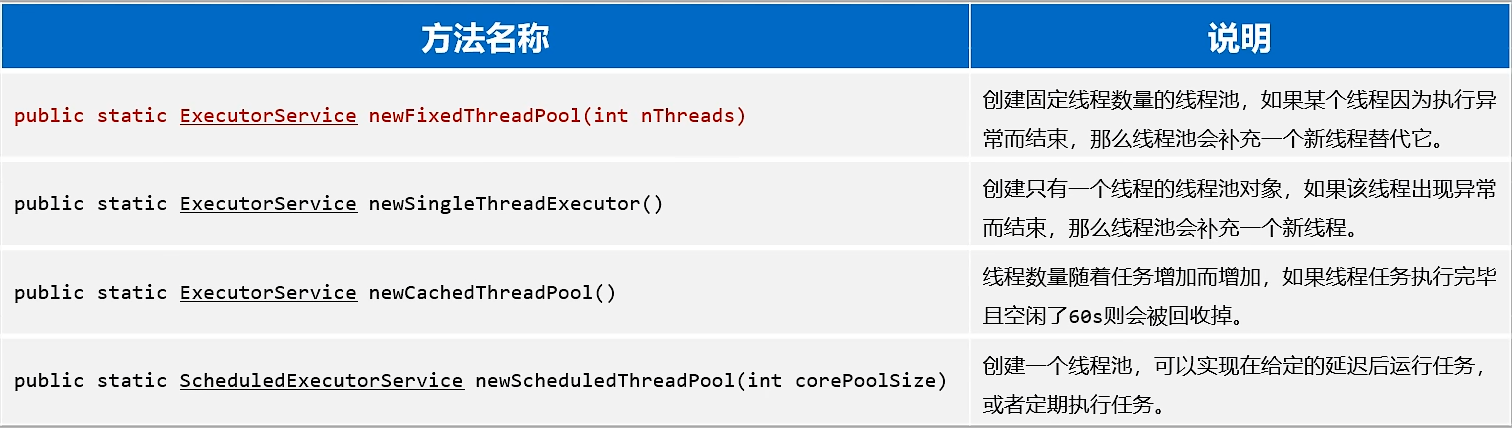 方法名称
说明
public static ExecutorService newFixedThreadPool(int nThreads)
创建固定线程数量的线程池，如果某个线程因为执行异
常而结束，那么线程池会补充一个新线程替代它。
public static ExecutorService newSingleThreadExecutor()
创建只有一个线程的线程池对象，如果该线程出现异常
而结束，那么线程池会补充一个新线程。
public static ExecutorService newCachedThreadPool()
线程数量随着任务增加而增加，如果线程任务执行完毕
且空闲了60s则会被回收掉。
public static ScheduledExecutorService newScheduledThreadPool(int corePoolSize)
创建一个线程池，可以实现在给定的延迟后运行任务，
或者定期执行任务。